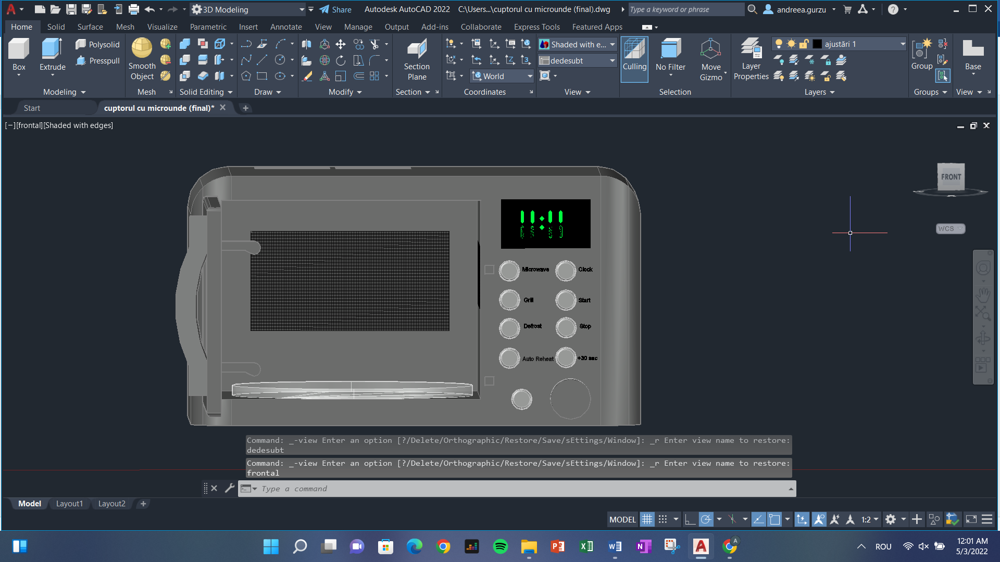 3D Modeling
Share
Autodesk AutoCAD 2022 C:\Users...\cuptorul cu microunde (final).dwg
Type a keyword or phrase
andreea.gurzu
Home Solid Surface Mesh Visualize Parametric Insert Annotate View Manage Output Add-ins Collaborate Express Tools Featured Apps
Box
Extrude
Polysolid
Presspull
Smooth
Object
Section
Plane
World
Shaded with e...
dedesubt
Culling
No Filter
Move
Gizmo
Layer
Properties
ajustări 1
Group
Base
Modeling Mesh Solid Editing Draw Modify Section Coordinates View Selection Layers Groups View
Start
cuptorul cu microunde (final)*
[−][frontal][Shaded with edges]
FRONT
WCS
11:11
Microwave Clock
Grill Start
Defrost Stop
Auto Reheat +30 sec
Command: _-view Enter an option [?/Delete/Orthographic/Restore/Save/sEttings/Window]: _r Enter view name to restore:
dedesubt
Command: _-view Enter an option [?/Delete/Orthographic/Restore/Save/sEttings/Window]: _r Enter view name to restore:
frontal
Type a command
Model Layout1 Layout2
MODEL
1:2
ROU
12:01 AM
5/3/2022